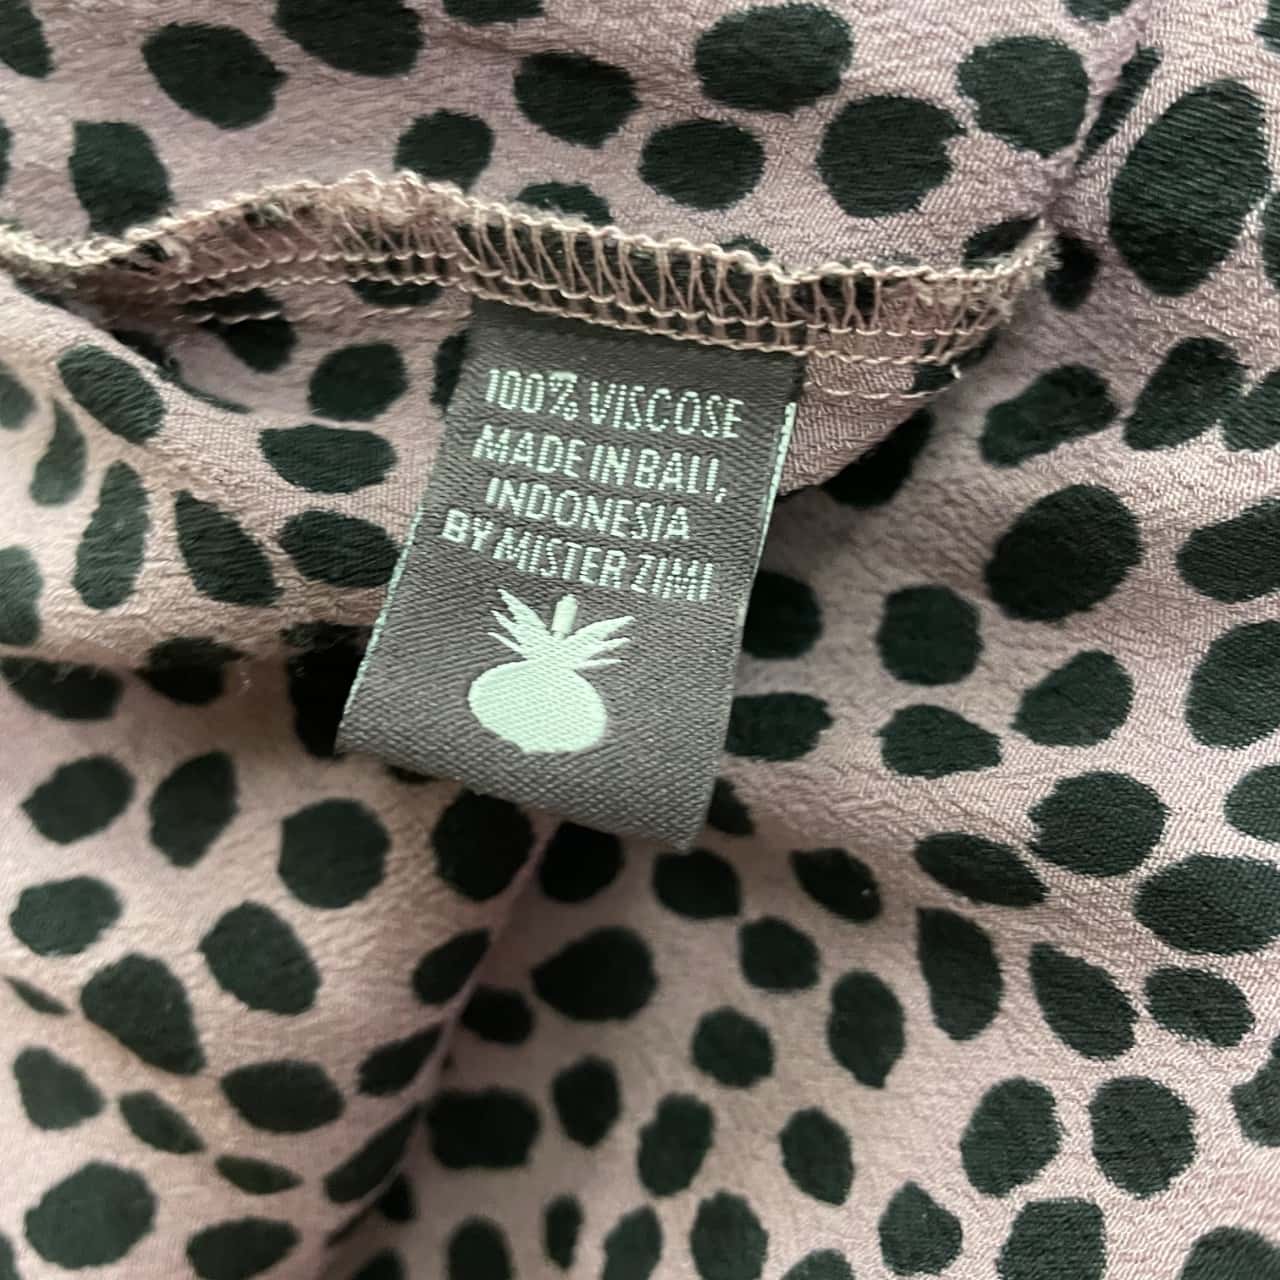 100% VISCOSE
MADE IN BALI,
INDONESIA
BY MISTER ZIMI